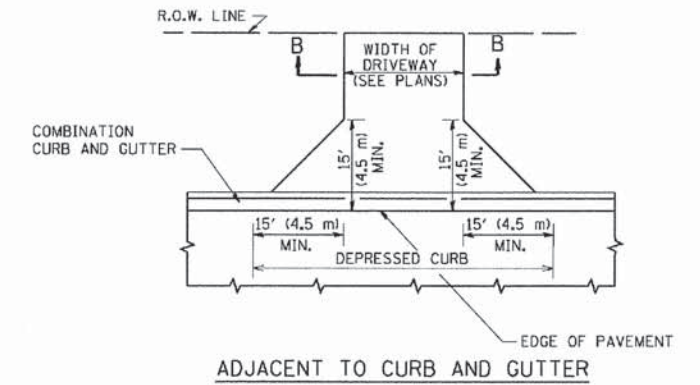 R.O.W. LINE
B
B
WIDTH OF
DRIVEWAY
(SEE PLANS)
COMBINATION
CURB AND GUTTER
15'
(4.5 m)
MIN.
15'
(4.5 m)
MIN.
15' (4.5 m)
MIN.
15' (4.5 m)
MIN.
DEPRESSED CURB
EDGE OF PAVEMENT
ADJACENT TO CURB AND GUTTER